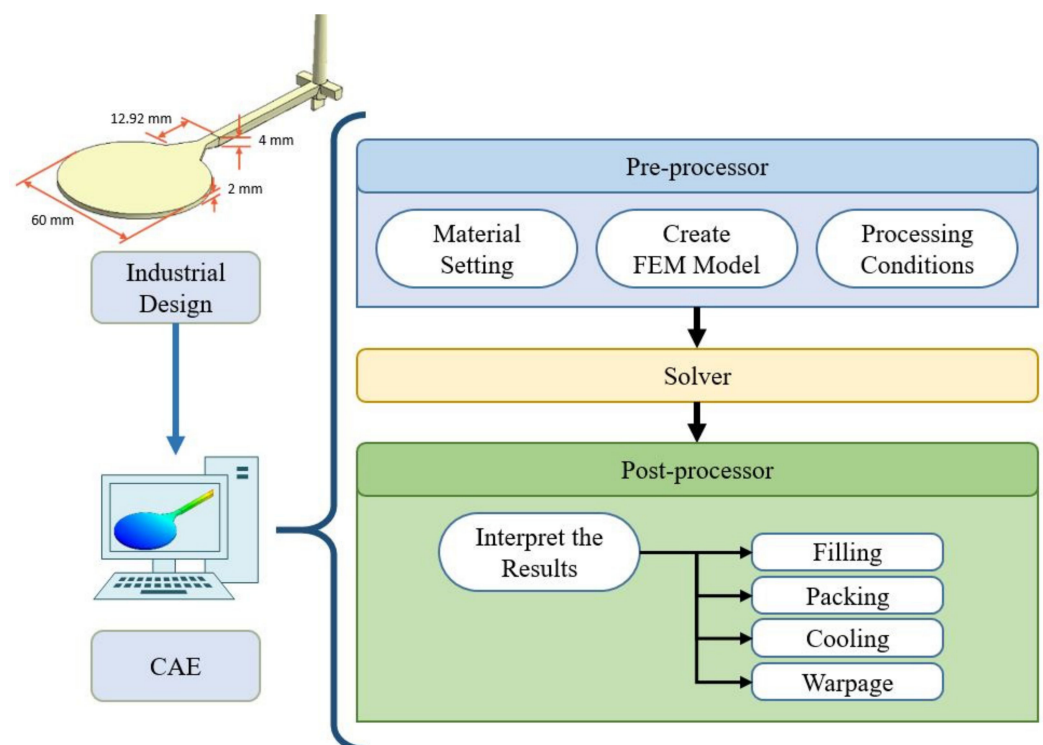 12.92 mm
4 mm
2 mm
60 mm
Industrial
Design
CAE
Pre-processor
Material
Setting
Create
FEM Model
Processing
Conditions
Solver
Post-processor
Interpret the
Results
Filling
Packing
Cooling
Warpage